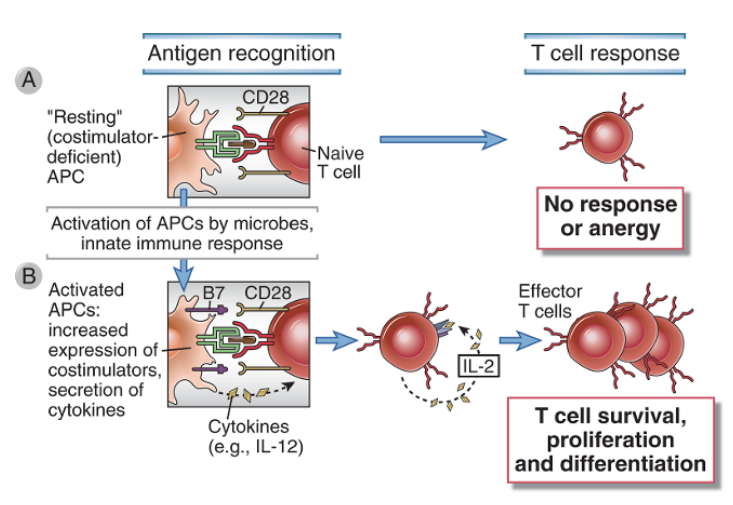 Antigen recognition
T cell response
A
"Resting"
(costimulator-
deficient)
APC
CD28
Naive
T cell
No response
or anergy
Activation of APCs by microbes,
innate immune response
B
Activated
APCs:
increased
expression of
costimulators,
secretion of
cytokines
B7
CD28
Cytokines
(e.g., IL-12)
IL-2
Effector
T cells
T cell survival,
proliferation
and differentiation